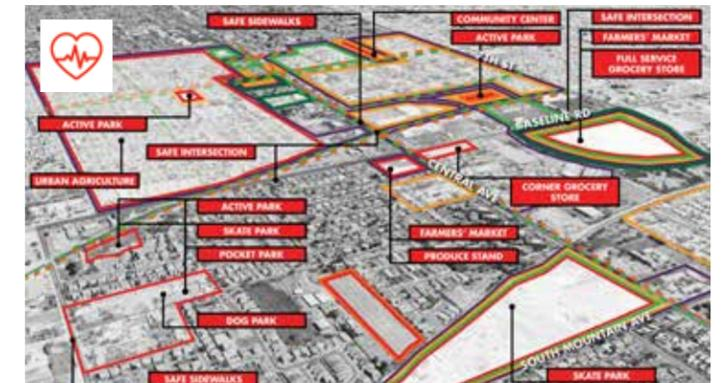 SAFE SIDEWALKS
COMMUNITY CENTER
ACTIVE PARK
SAFE INTERSECTION
FARMERS' MARKET
FULL SERVICE
GROCERY STORE
7TH ST
BASELINE RD
ACTIVE PARK
SAFE INTERSECTION
URBAN AGRICULTURE
CENTRAL AVE
CORNER GROCERY
STORE
ACTIVE PARK
SKATE PARK
POCKET PARK
FARMERS' MARKET
PRODUCE STAND
DOG PARK
SOUTH MOUNTAIN AVE
SAFE SIDEWALKS
SKATE PARK